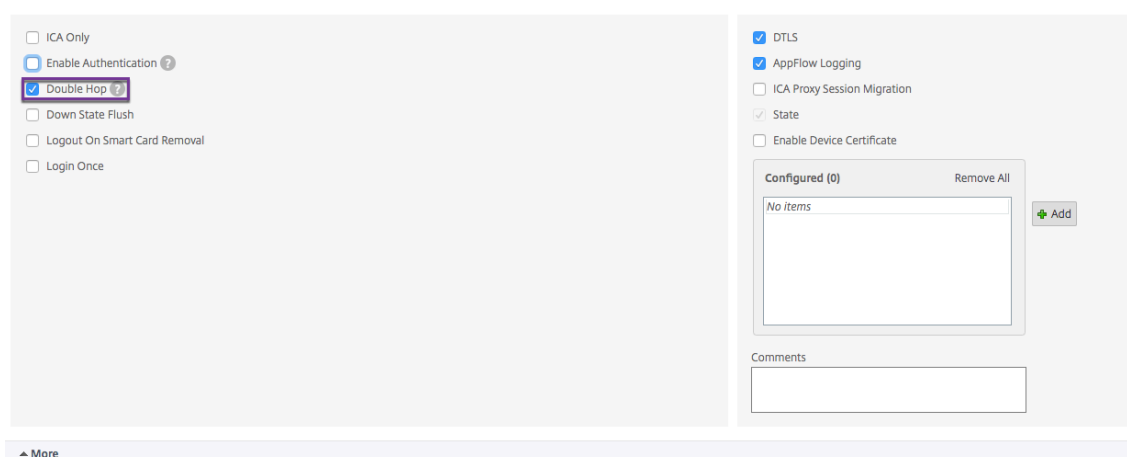 ICA Only
Enable Authentication ?
Double Hop ?
Down State Flush
Logout On Smart Card Removal
Login Once
DTLS
AppFlow Logging
ICA Proxy Session Migration
State
Enable Device Certificate
Configured (0) Remove All
No items
Add
Comments
More